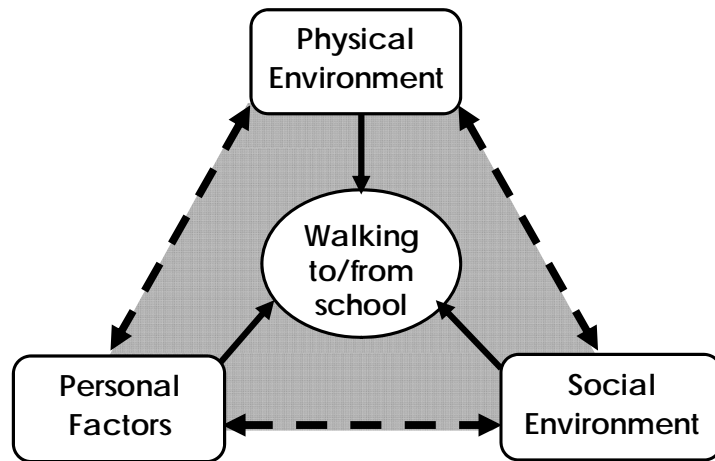 Physical
Environment
Walking
to/from
school
Personal
Factors
Social
Environment